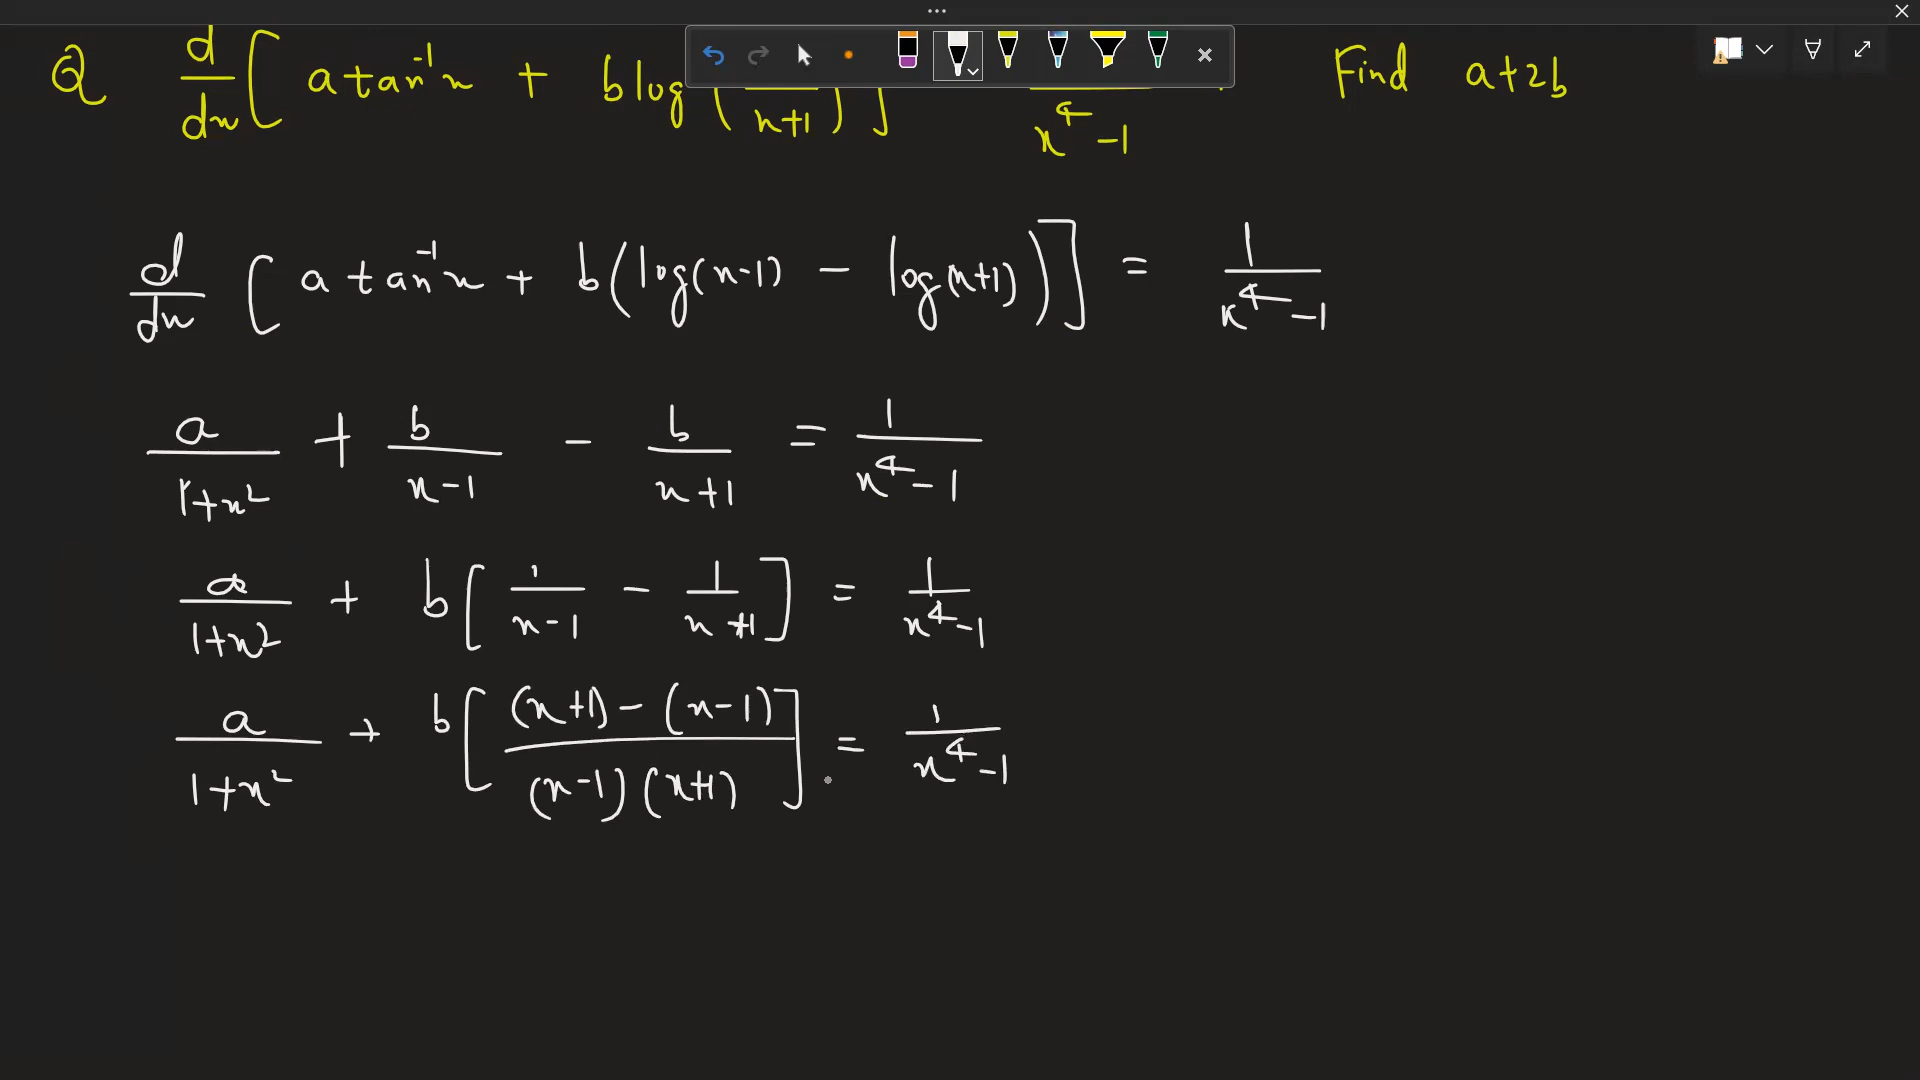 Q d/dx [ a tan⁻¹x + b log ( /x+1 ) ] /x⁴-1 Find a+2b
d/dx [ a tan⁻¹x + b(log(x-1) - log(x+1)) ] = 1/x⁴-1
a/1+x² + b/x-1 - b/x+1 = 1/x⁴-1
a/1+x² + b[ 1/x-1 - 1/x+1 ] = 1/x⁴-1
a/1+x² + b[ (x+1)-(x-1)/(x-1)(x+1) ] = 1/x⁴-1